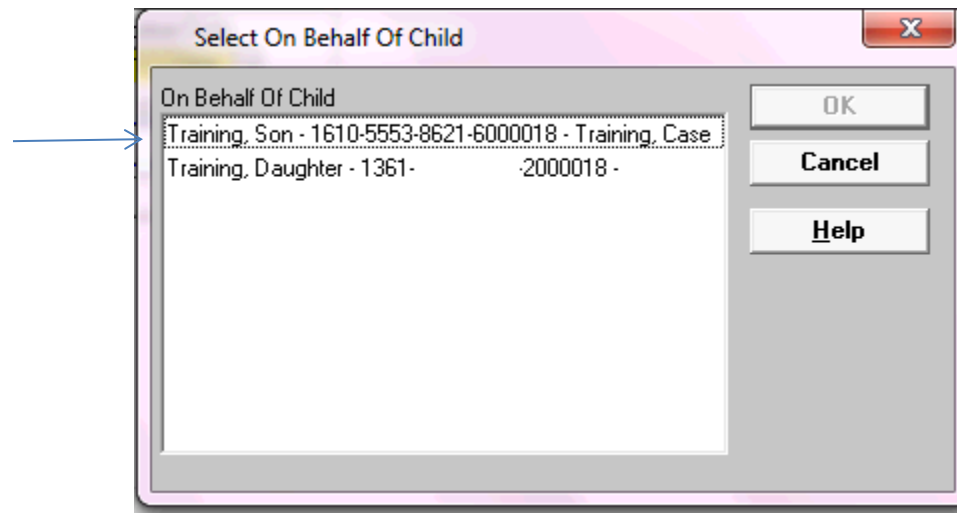 Select On Behalf Of Child
On Behalf Of Child
Training, Son - 1610-5553-8621-6000018 - Training, Case
Training, Daughter - 1361- -2000018 -
OK
Cancel
Help